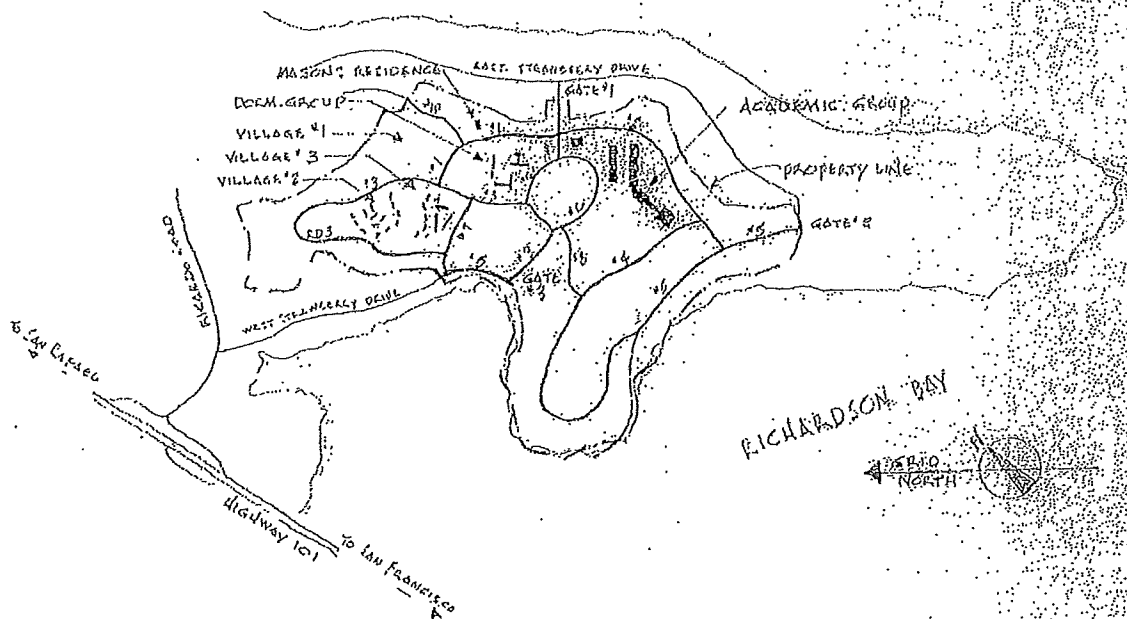 MASON'S RESIDENCE
EAST STRAWBERRY DRIVE
DORM. GROUP
GATE #1
ACADEMIC GROUP
VILLAGE #1
VILLAGE #3
VILLAGE #2
PROPERTY LINE
GATE #2
RD3
GATE #3
RICARDO ROAD
WEST STRAWBERRY DRIVE
TO SAN RAFAEL
RICHARDSON BAY
GRID NORTH
HIGHWAY 101
TO SAN FRANCISCO